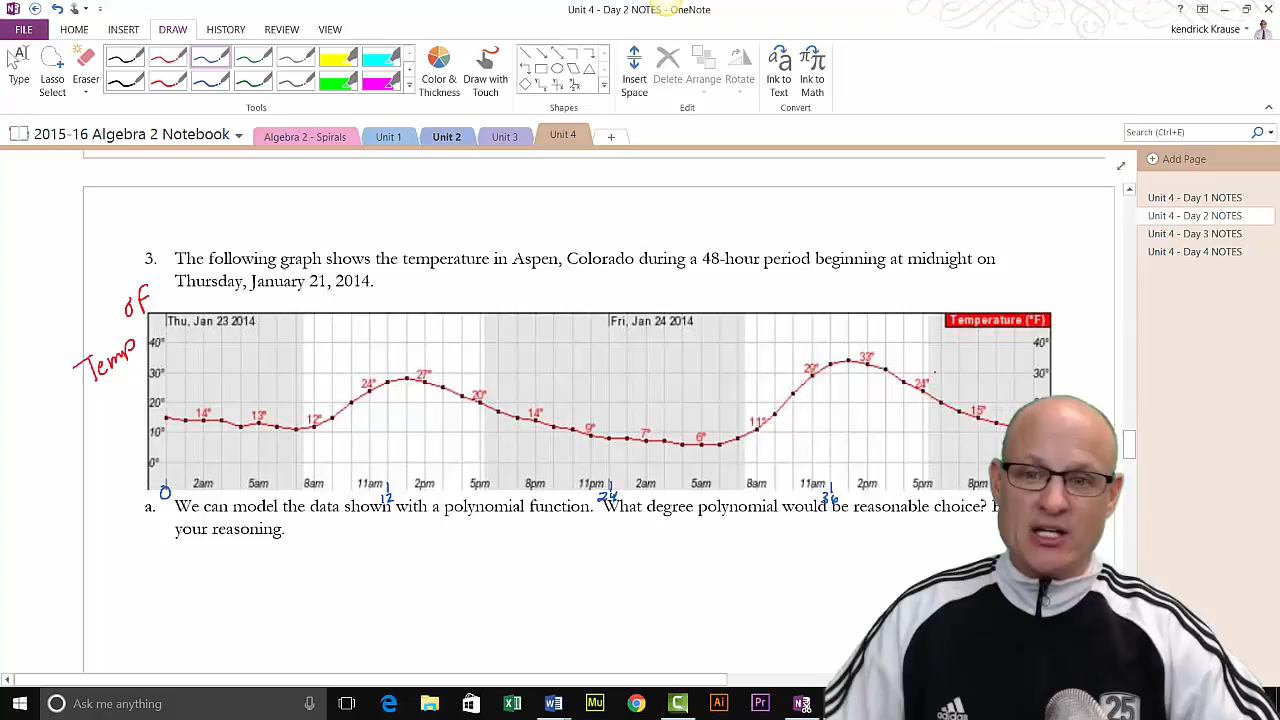 Unit 4 - Day 2 NOTES - OneNote
FILE HOME INSERT DRAW HISTORY REVIEW VIEW
kendrick Krause
Type Lasso Select Eraser Color & Thickness Draw with Touch Insert Space Delete Arrange Rotate Ink to Text Ink to Math
Tools Shapes Edit Convert
2015-16 Algebra 2 Notebook Algebra 2 - Spirals Unit 1 Unit 2 Unit 3 Unit 4
Search (Ctrl+E)
Add Page
Unit 4 - Day 1 NOTES
Unit 4 - Day 2 NOTES
Unit 4 - Day 3 NOTES
Unit 4 - Day 4 NOTES
3. The following graph shows the temperature in Aspen, Colorado during a 48-hour period beginning at midnight on
Thursday, January 21, 2014.
°F
Temp
Thu, Jan 23 2014 Fri, Jan 24 2014 Temperature (°F)
40° 40°
30° 30°
20° 20°
10° 10°
0°
14° 13° 12° 24° 27° 20° 14° 9° 7° 6° 11° 29° 33° 24° 15°
2am 5am 8am 11am 2pm 5pm 8pm 11pm 2am 5am 8am 11am 2pm 5pm 8pm
0 12 24 36
a. We can model the data shown with a polynomial function. What degree polynomial would be reasonable choice?
your reasoning.
Ask me anything
Mu Ai Pr
25